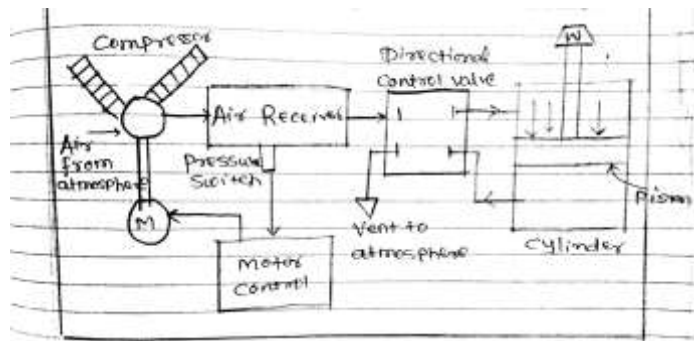 Compressor
Directional
control valve
W
Air Receiver
Air
from
atmosphere
Pressure
Switch
M
Vent to
atmosphere
Motor
control
Cylinder
Piston